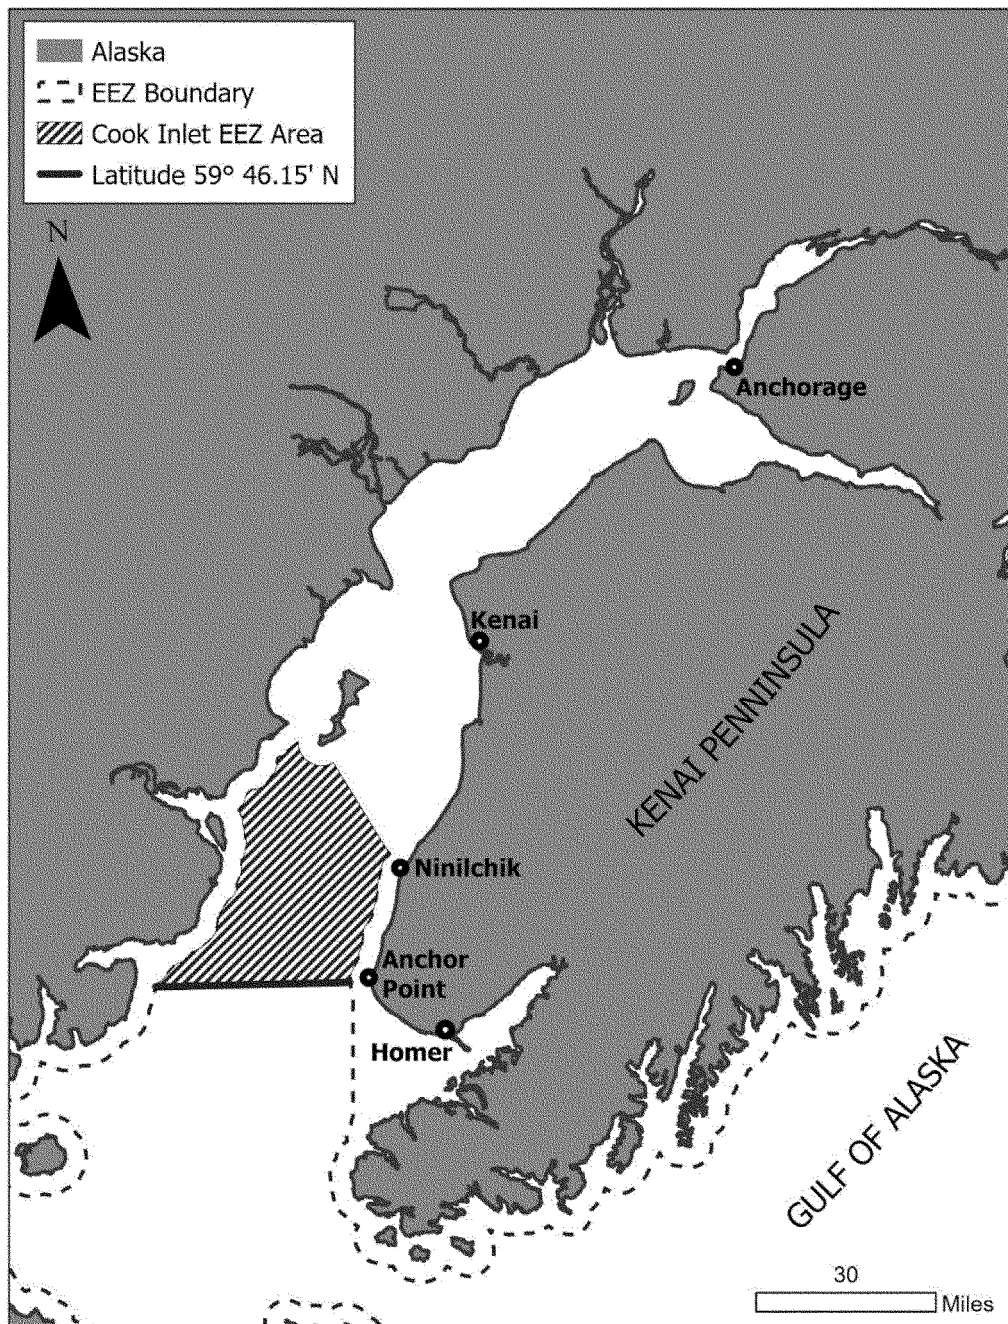 Alaska
EEZ Boundary
Cook Inlet EEZ Area
Latitude 59° 46.15' N
N
Anchorage
Kenai
KENAI PENNINSULA
Ninilchik
Anchor
Point
Homer
GULF OF ALASKA
30
Miles